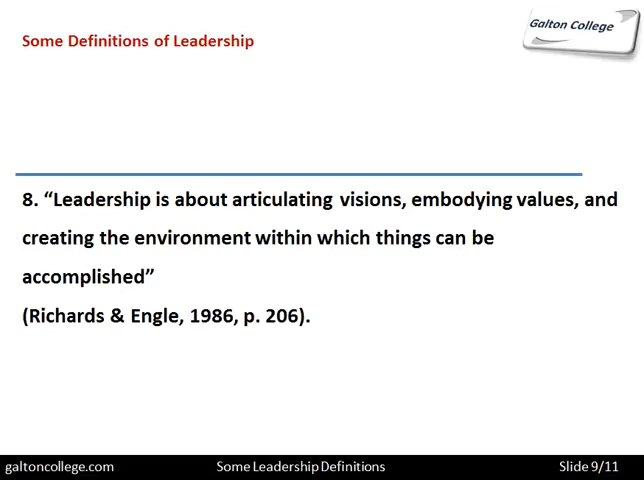 Some Definitions of Leadership
Galton College
8. “Leadership is about articulating visions, embodying values, and
creating the environment within which things can be
accomplished”
(Richards & Engle, 1986, p. 206).
galtoncollege.com
Some Leadership Definitions
Slide 9/11